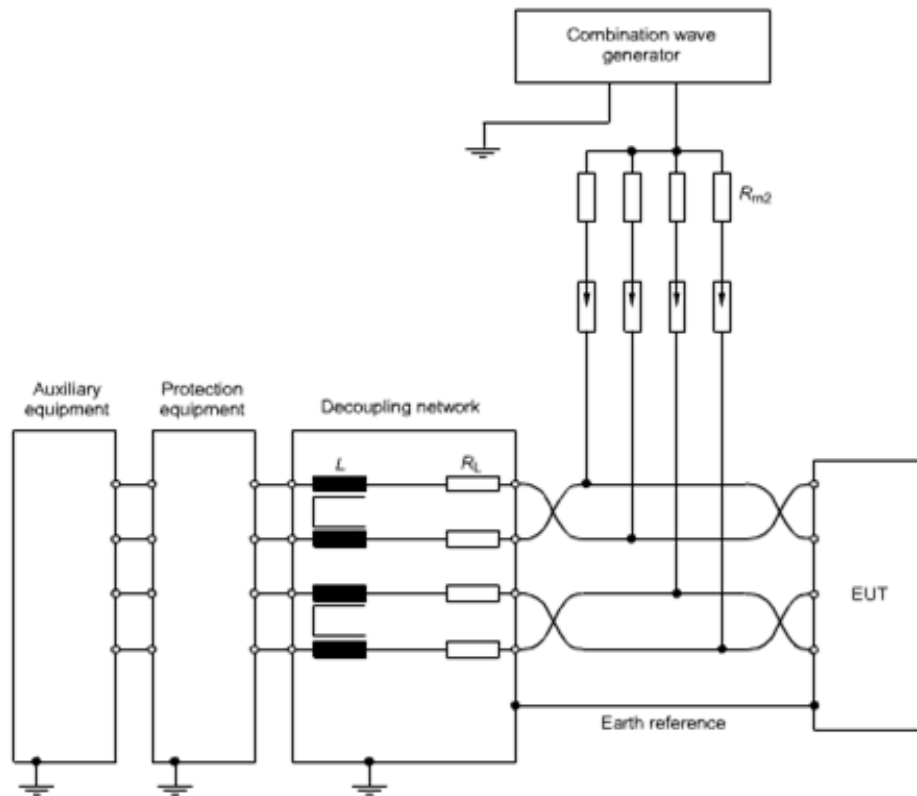 Combination wave
generator
Rm2
Auxiliary
equipment
Protection
equipment
Decoupling network
L
RL
EUT
Earth reference